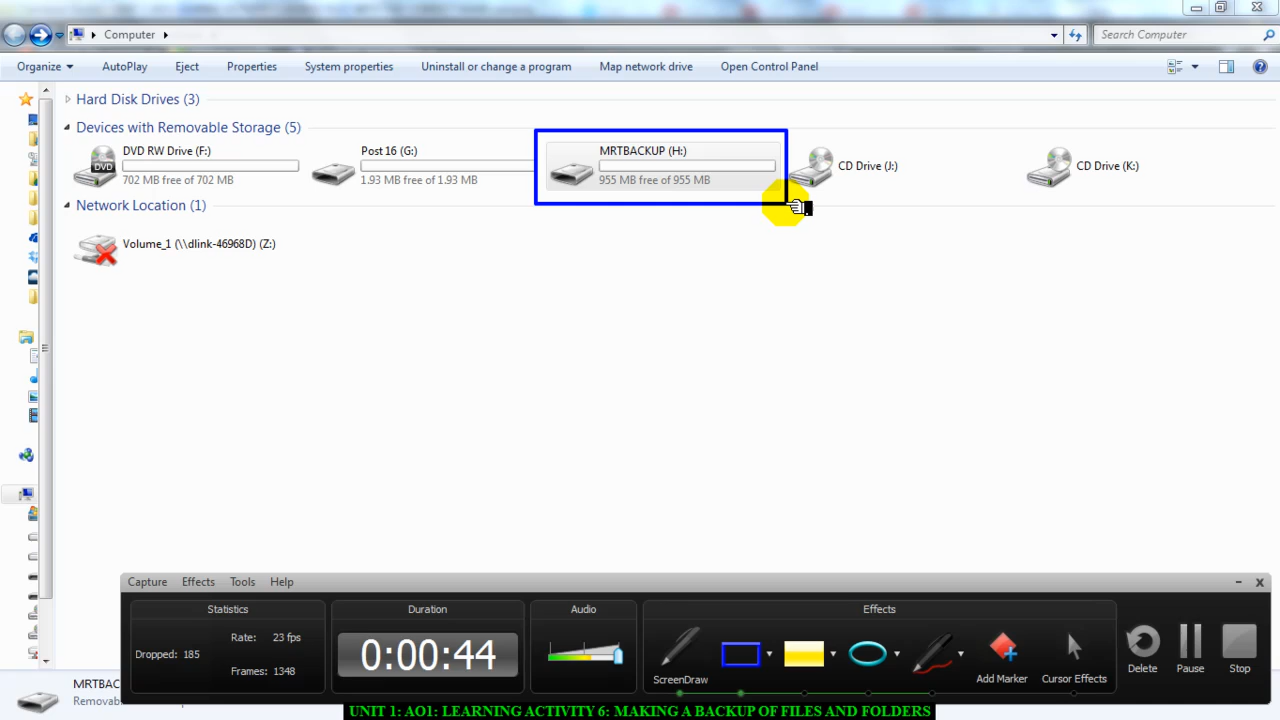 Computer
Search Computer
Organize AutoPlay Eject Properties System properties Uninstall or change a program Map network drive Open Control Panel
Hard Disk Drives (3)
Devices with Removable Storage (5)
DVD RW Drive (F:)
DVD
702 MB free of 702 MB
Post 16 (G:)
1.93 MB free of 1.93 MB
MRTBACKUP (H:)
955 MB free of 955 MB
CD Drive (J:)
CD Drive (K:)
Network Location (1)
Volume_1 (\\dlink-46968D) (Z:)
Capture Effects Tools Help
Statistics
Rate: 23 fps
Dropped: 185
Frames: 1348
Duration
0:00:44
Audio
Effects
ScreenDraw
Add Marker
Cursor Effects
Delete
Pause
Stop
UNIT 1: AO1: LEARNING ACTIVITY 6: MAKING A BACKUP OF FILES AND FOLDERS